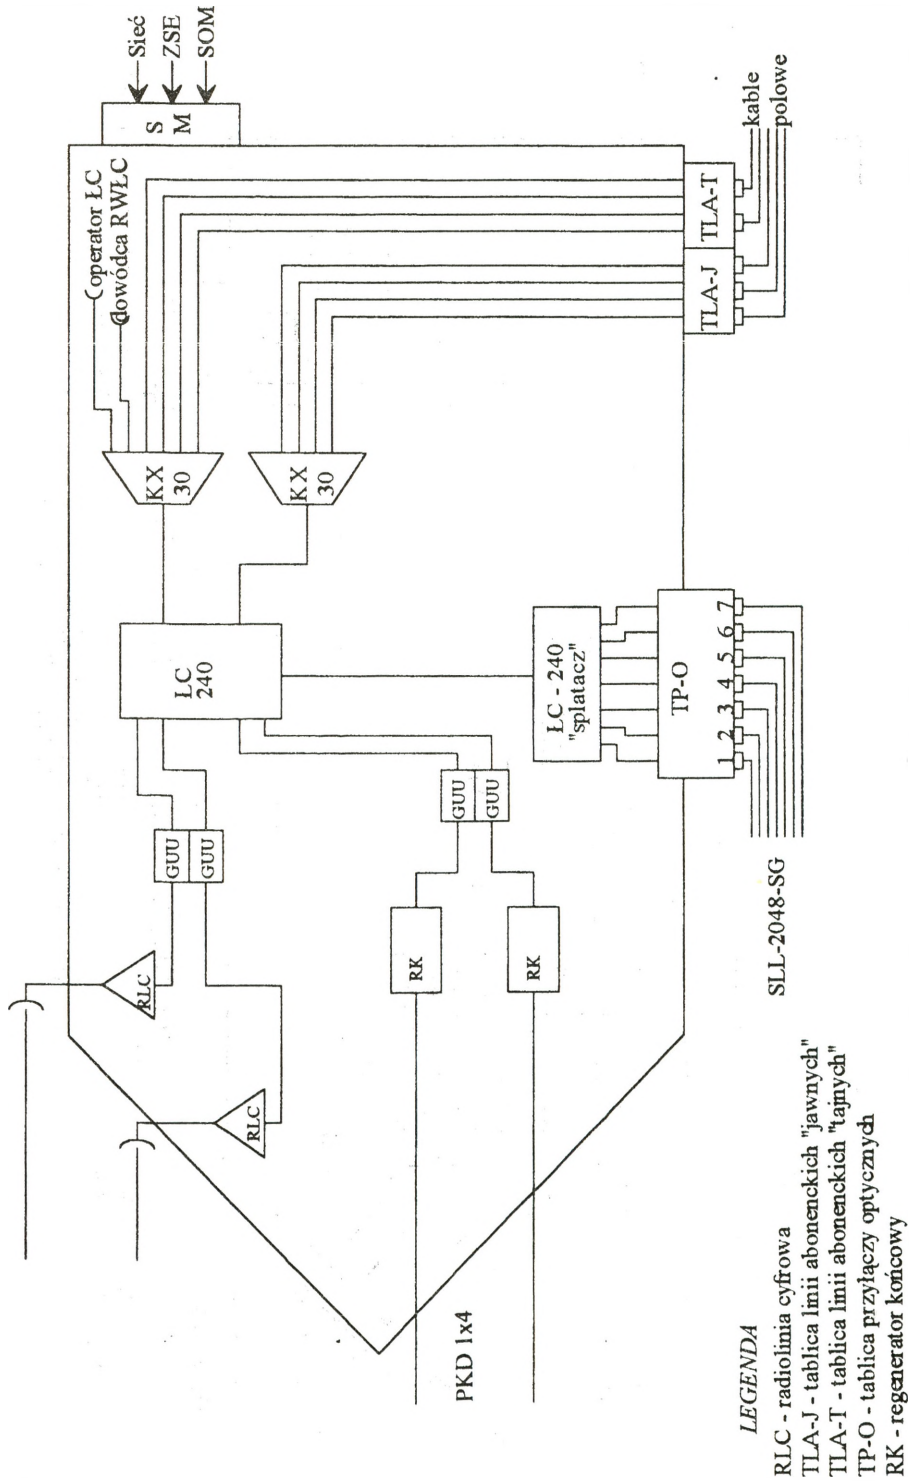 Sieć
ZSE
SOM
S
M
operator ŁC
dowódca RWŁC
KX
30
KX
30
TLA-T
TLA-J
kable
polowe
ŁC
240
ŁC - 240
"splatacz"
TP-O
1 2 3 4 5 6 7
SLL-2048-SG
GUU
GUU
GUU
GUU
RLC
RLC
RK
RK
PKD 1x4
LEGENDA
RLC - radiolinia cyfrowa
TLA-J - tablica linii abonenckich "jawnych"
TLA-T - tablica linii abonenckich "tajnych"
TP-O - tablica przyłączy optycznych
RK - regenerator końcowy